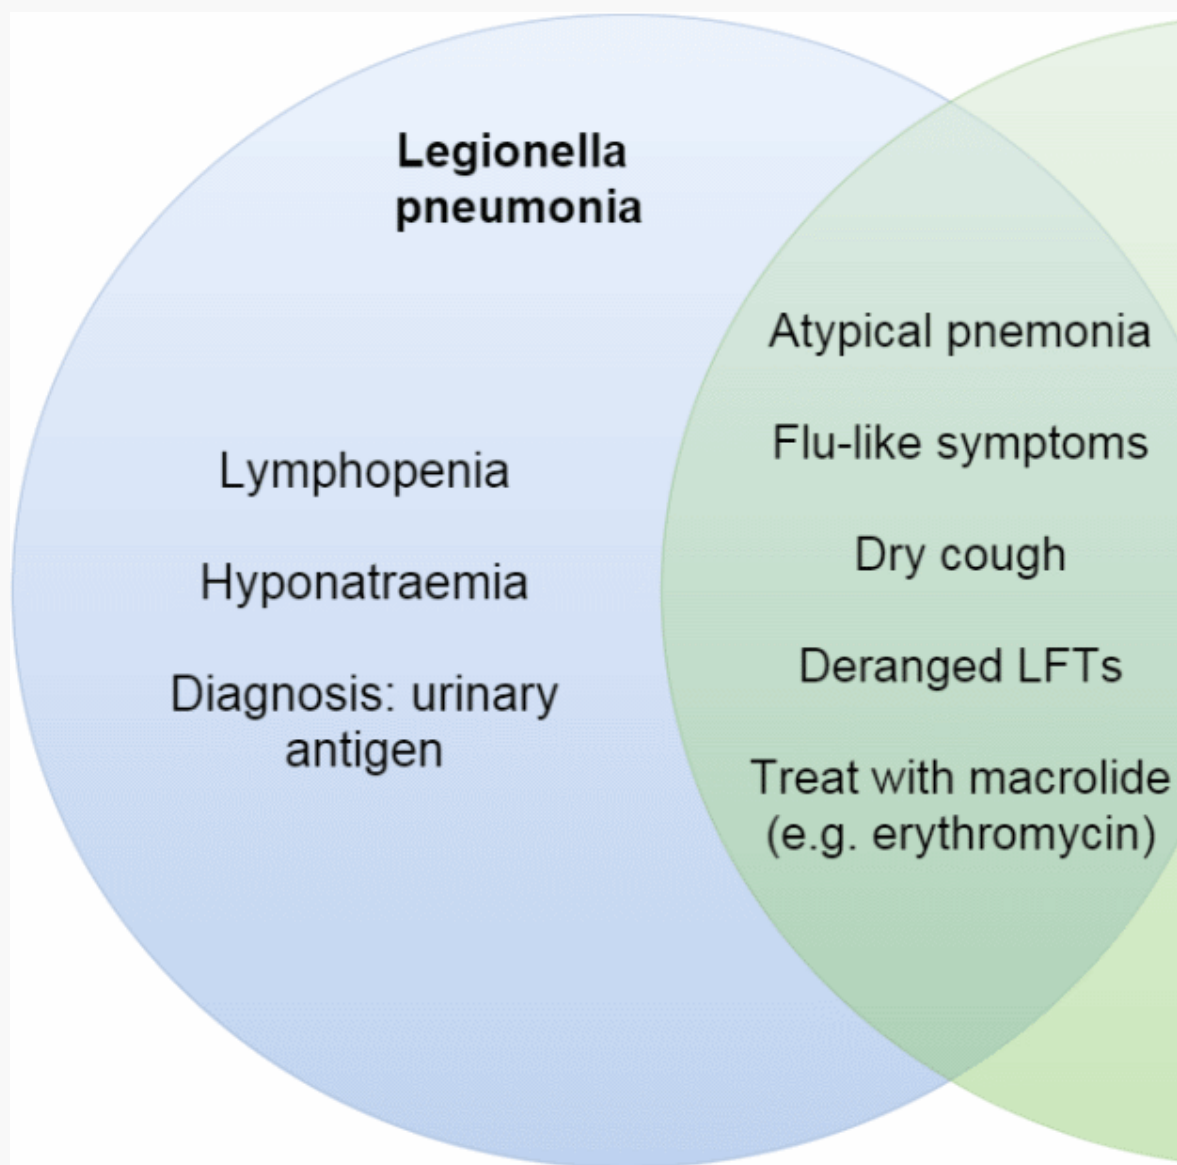 Legionella
pneumonia
Lymphopenia
Hyponatraemia
Diagnosis: urinary
antigen
Atypical pnemonia
Flu-like symptoms
Dry cough
Deranged LFTs
Treat with macrolide
(e.g. erythromycin)